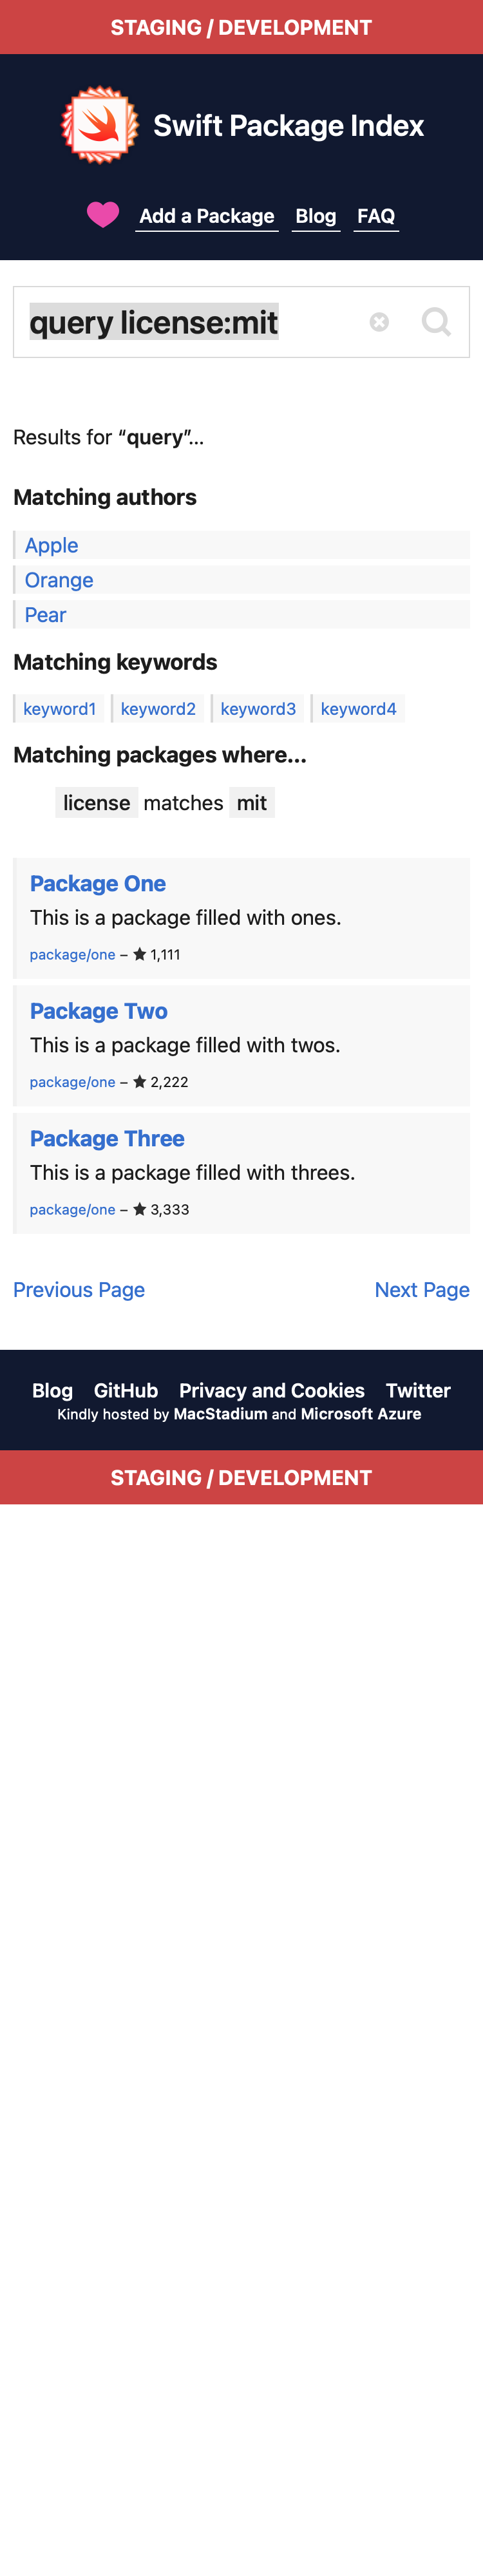 STAGING / DEVELOPMENT
Swift Package Index
Add a Package Blog FAQ
query license:mit
Results for “query”...
Matching authors
Apple
Orange
Pear
Matching keywords
keyword1 keyword2 keyword3 keyword4
Matching packages where...
license matches mit
Package One
This is a package filled with ones.
package/one – ★ 1,111
Package Two
This is a package filled with twos.
package/one – ★ 2,222
Package Three
This is a package filled with threes.
package/one – ★ 3,333
Previous Page Next Page
Blog GitHub Privacy and Cookies Twitter
Kindly hosted by MacStadium and Microsoft Azure
STAGING / DEVELOPMENT